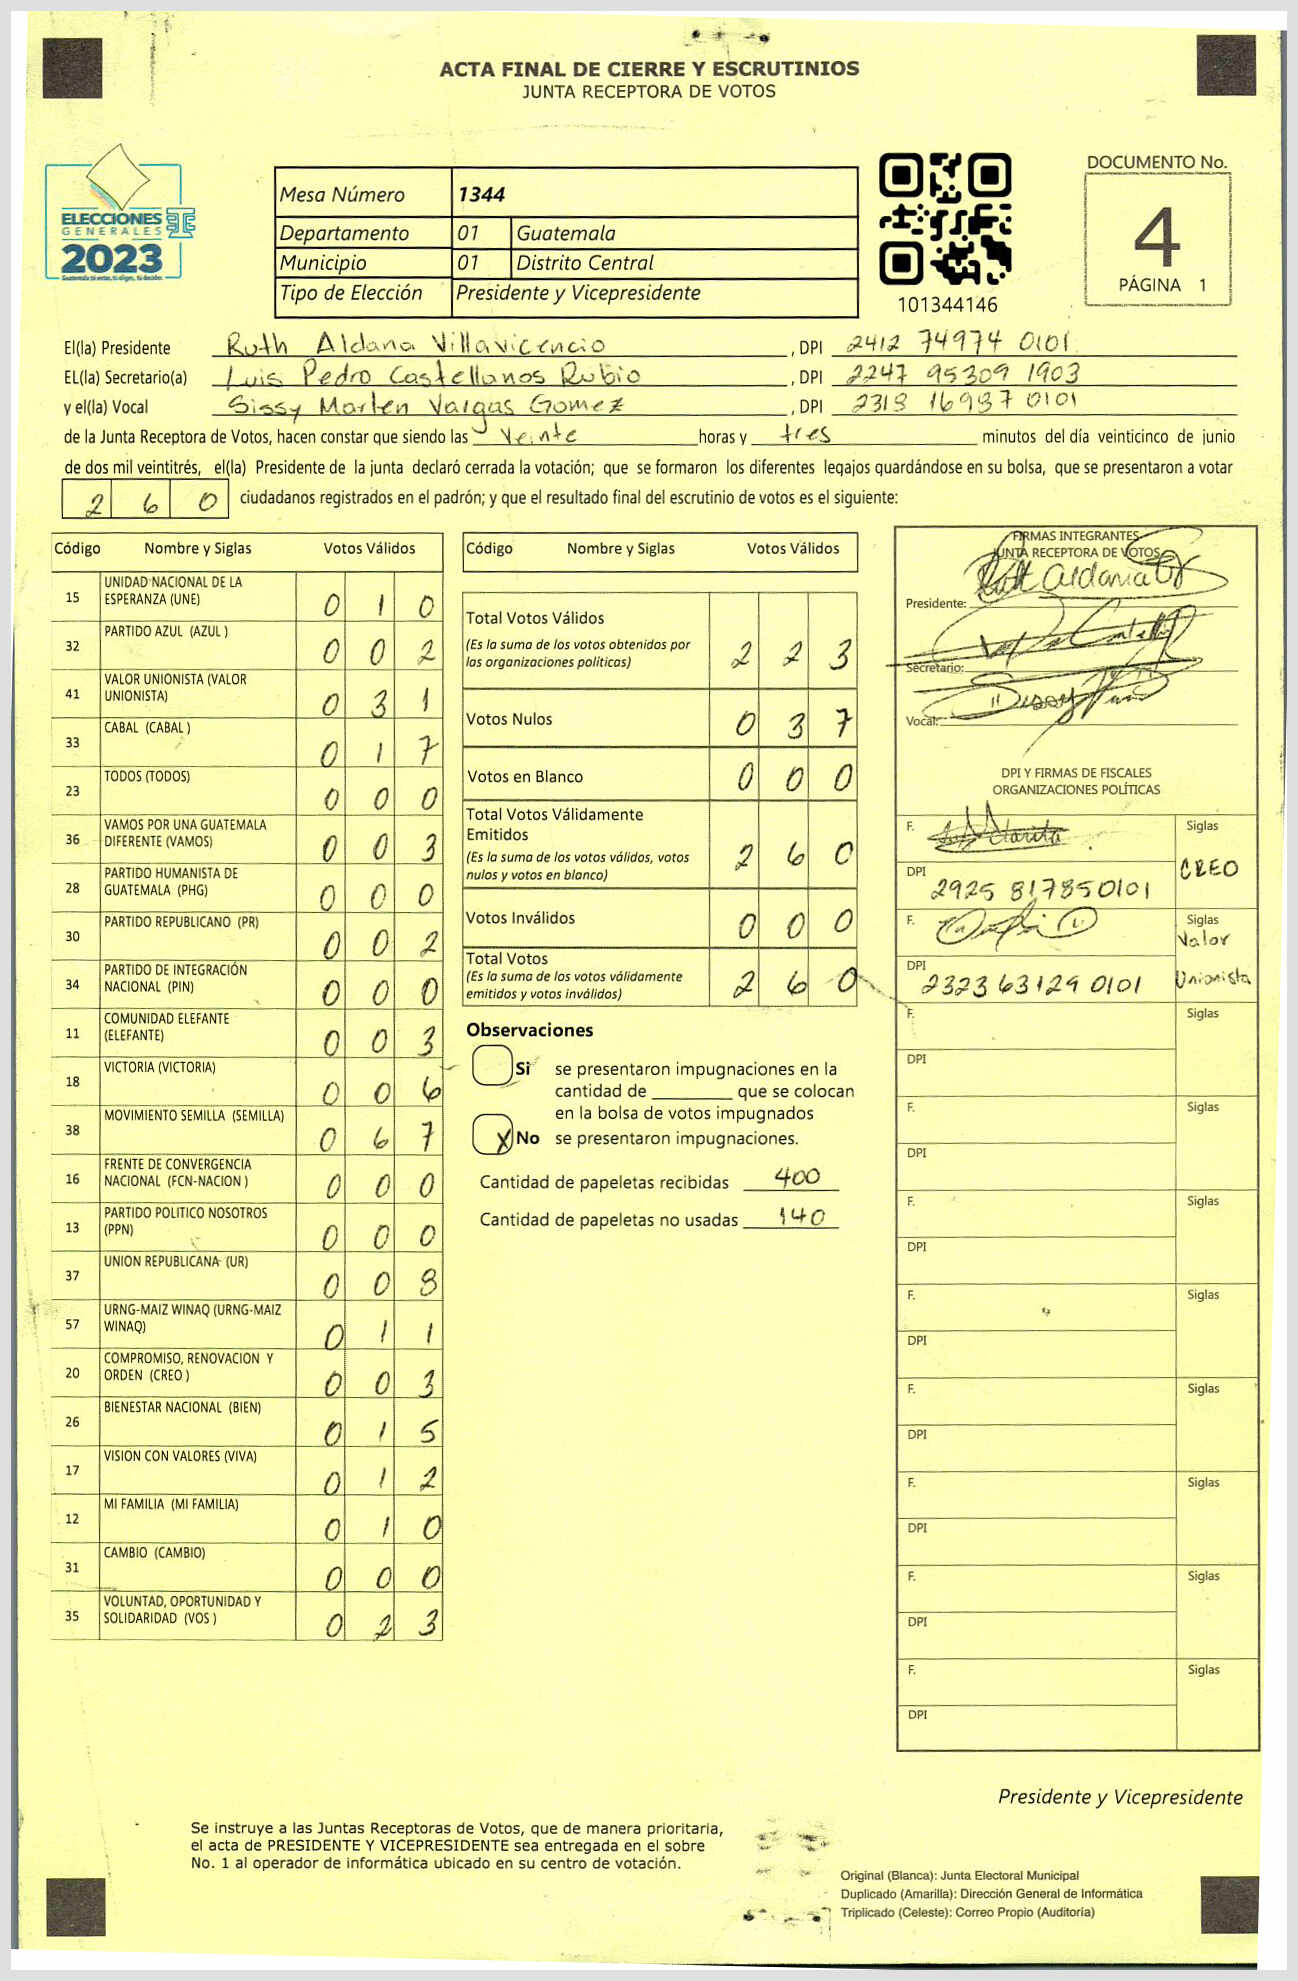 ACTA FINAL DE CIERRE Y ESCRUTINIOS
JUNTA RECEPTORA DE VOTOS
ELECCIONES
GENERALES
2023
Mesa Número 1344
Departamento 01 Guatemala
Municipio 01 Distrito Central
Tipo de Elección Presidente y Vicepresidente
101344146
DOCUMENTO No.
4
PÁGINA 1
El(la) Presidente Ruth Aldana Villavicencio , DPI 2412 74974 0101
EL(la) Secretario(a) Luis Pedro Castellanos Rubio , DPI 2247 95309 1903
y el(la) Vocal Sissy Marlen Vargas Gomez , DPI 2318 16987 0101
de la Junta Receptora de Votos, hacen constar que siendo las veinte horas y tres minutos del día veinticinco de junio
de dos mil veintitrés, el(la) Presidente de la junta declaró cerrada la votación; que se formaron los diferentes legajos guardándose en su bolsa, que se presentaron a votar
2 6 0 ciudadanos registrados en el padrón; y que el resultado final del escrutinio de votos es el siguiente:
Código Nombre y Siglas Votos Válidos
15 UNIDAD NACIONAL DE LA ESPERANZA (UNE) 0 1 0
32 PARTIDO AZUL (AZUL ) 0 0 2
41 VALOR UNIONISTA (VALOR UNIONISTA) 0 3 1
33 CABAL (CABAL ) 0 1 7
23 TODOS (TODOS) 0 0 0
36 VAMOS POR UNA GUATEMALA DIFERENTE (VAMOS) 0 0 3
28 PARTIDO HUMANISTA DE GUATEMALA (PHG) 0 0 0
30 PARTIDO REPUBLICANO (PR) 0 0 2
34 PARTIDO DE INTEGRACIÓN NACIONAL (PIN) 0 0 0
11 COMUNIDAD ELEFANTE (ELEFANTE) 0 0 3
18 VICTORIA (VICTORIA) 0 0 6
38 MOVIMIENTO SEMILLA (SEMILLA) 0 6 7
16 FRENTE DE CONVERGENCIA NACIONAL (FCN-NACION ) 0 0 0
13 PARTIDO POLITICO NOSOTROS (PPN) 0 0 0
37 UNION REPUBLICANA (UR) 0 0 8
57 URNG-MAIZ WINAQ (URNG-MAIZ WINAQ) 0 1 1
20 COMPROMISO, RENOVACION Y ORDEN (CREO ) 0 0 3
26 BIENESTAR NACIONAL (BIEN) 0 1 5
17 VISION CON VALORES (VIVA) 0 1 2
12 MI FAMILIA (MI FAMILIA) 0 1 0
31 CAMBIO (CAMBIO) 0 0 0
35 VOLUNTAD, OPORTUNIDAD Y SOLIDARIDAD (VOS ) 0 2 3
Código Nombre y Siglas Votos Válidos
Total Votos Válidos 2 2 3
(Es la suma de los votos obtenidos por
las organizaciones políticas)
Votos Nulos 0 3 7
Votos en Blanco 0 0 0
Total Votos Válidamente
Emitidos 2 6 0
(Es la suma de los votos válidos, votos
nulos y votos en blanco)
Votos Inválidos 0 0 0
Total Votos 2 6 0
(Es la suma de los votos válidamente
emitidos y votos inválidos)
Observaciones
Si se presentaron impugnaciones en la
cantidad de ________ que se colocan
en la bolsa de votos impugnados
X No se presentaron impugnaciones.
Cantidad de papeletas recibidas 400
Cantidad de papeletas no usadas 140
FIRMAS INTEGRANTES
JUNTA RECEPTORA DE VOTOS
Presidente:
Secretario:
Vocal:
DPI Y FIRMAS DE FISCALES
ORGANIZACIONES POLÍTICAS
F. Siglas
CREO
DPI 2925 81785 0101
F. Siglas
Valor
Unionista
DPI 2323 63129 0101
F. Siglas
DPI
F. Siglas
DPI
F. Siglas
DPI
F. Siglas
DPI
F. Siglas
DPI
F. Siglas
DPI
F. Siglas
DPI
F. Siglas
DPI
Presidente y Vicepresidente
Se instruye a las Juntas Receptoras de Votos, que de manera prioritaria,
el acta de PRESIDENTE Y VICEPRESIDENTE sea entregada en el sobre
No. 1 al operador de informática ubicado en su centro de votación.
Original (Blanca): Junta Electoral Municipal
Duplicado (Amarilla): Dirección General de Informática
Triplicado (Celeste): Correo Propio (Auditoría)